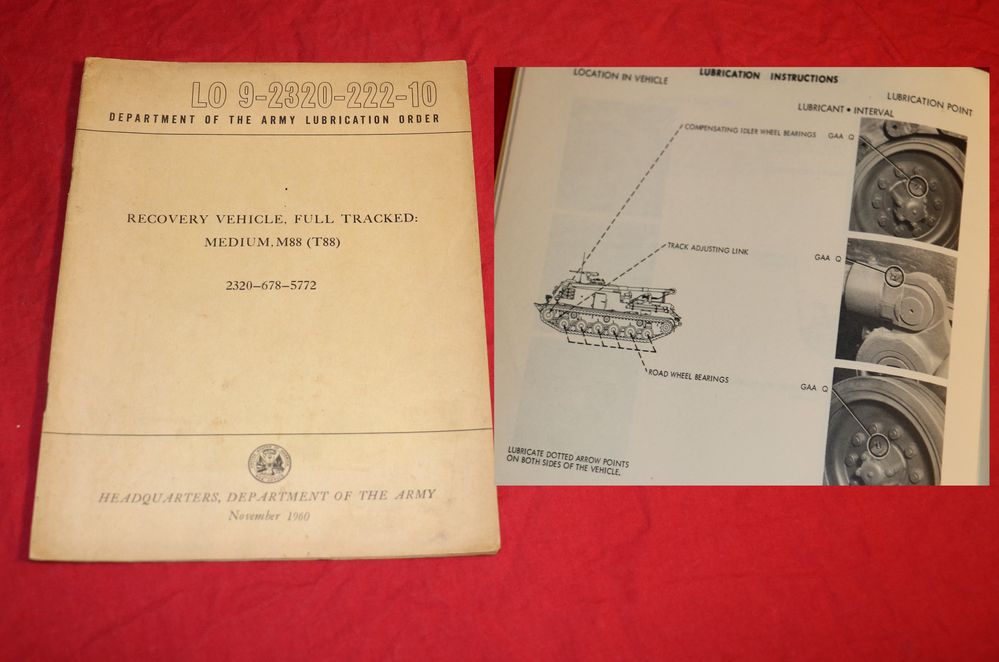 LO 9-2320-222-10
DEPARTMENT OF THE ARMY LUBRICATION ORDER
RECOVERY VEHICLE, FULL TRACKED:
MEDIUM, M88 (T88)
2320-678-5772
HEADQUARTERS, DEPARTMENT OF THE ARMY
November 1960
LOCATION IN VEHICLE
LUBRICATION INSTRUCTIONS
LUBRICATION POINT
LUBRICANT • INTERVAL
COMPENSATING IDLER WHEEL BEARINGS GAA Q
TRACK ADJUSTING LINK GAA Q
ROAD WHEEL BEARINGS GAA Q
LUBRICATE DOTTED ARROW POINTS
ON BOTH SIDES OF THE VEHICLE.